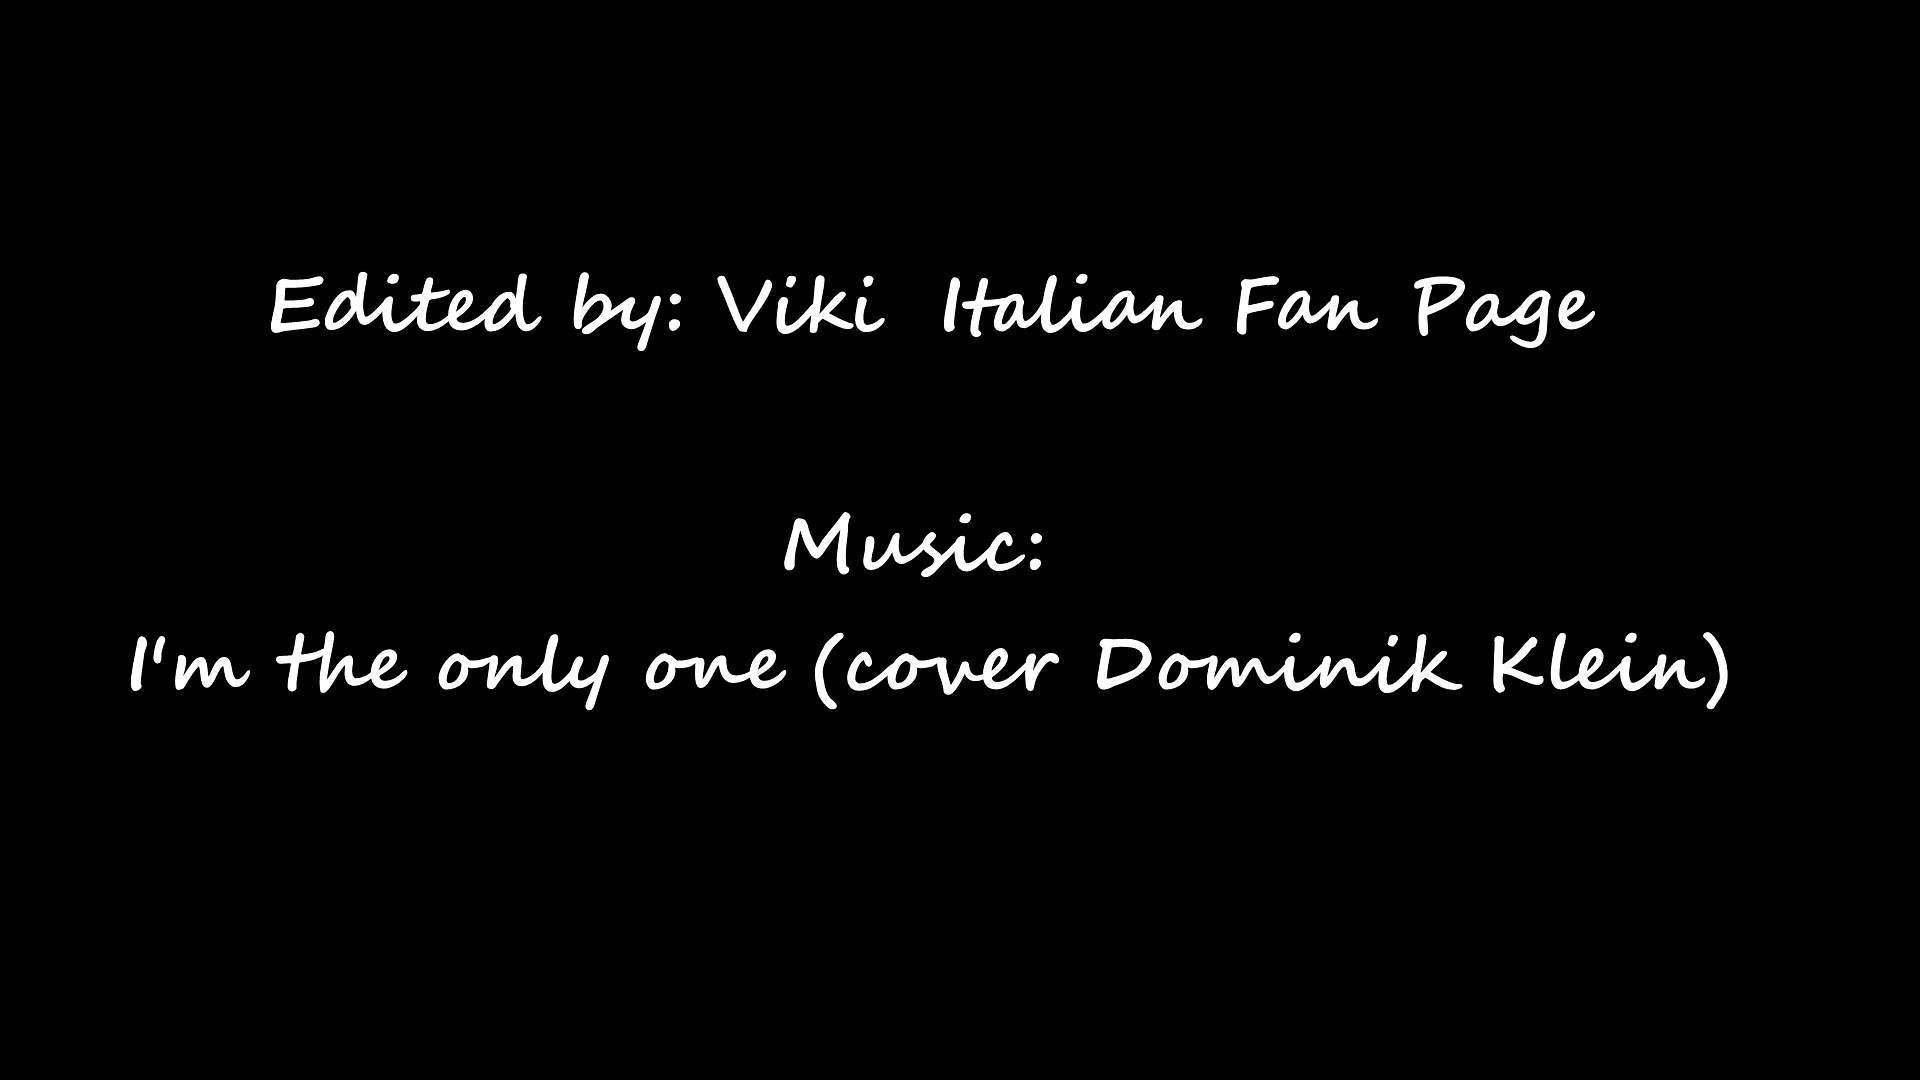 Edited by: Viki Italian Fan Page
Music:
I'm the only one (cover Dominik Klein)